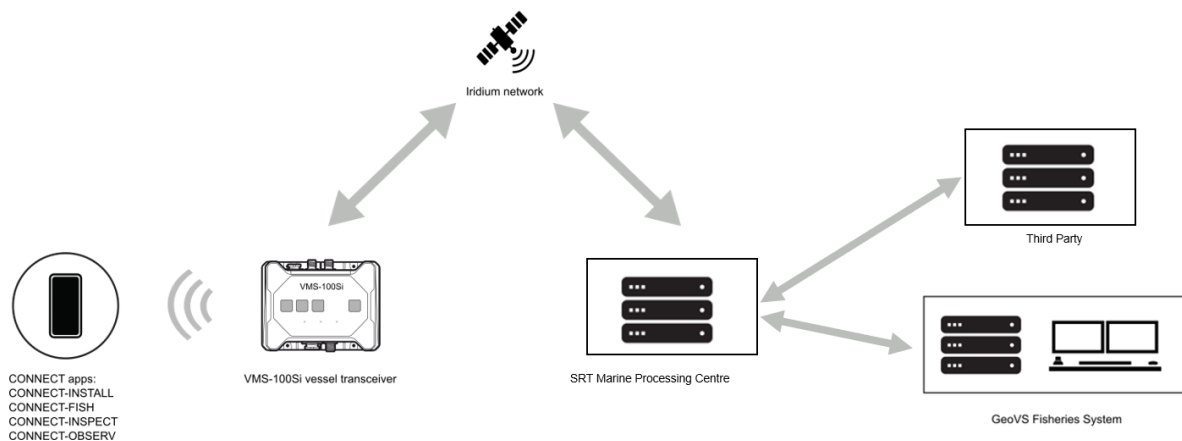 Iridium network
Third Party
VMS-100Si
CONNECT apps:
CONNECT-INSTALL
CONNECT-FISH
CONNECT-INSPECT
CONNECT-OBSERV
VMS-100Si vessel transceiver
SRT Marine Processing Centre
GeoVS Fisheries System